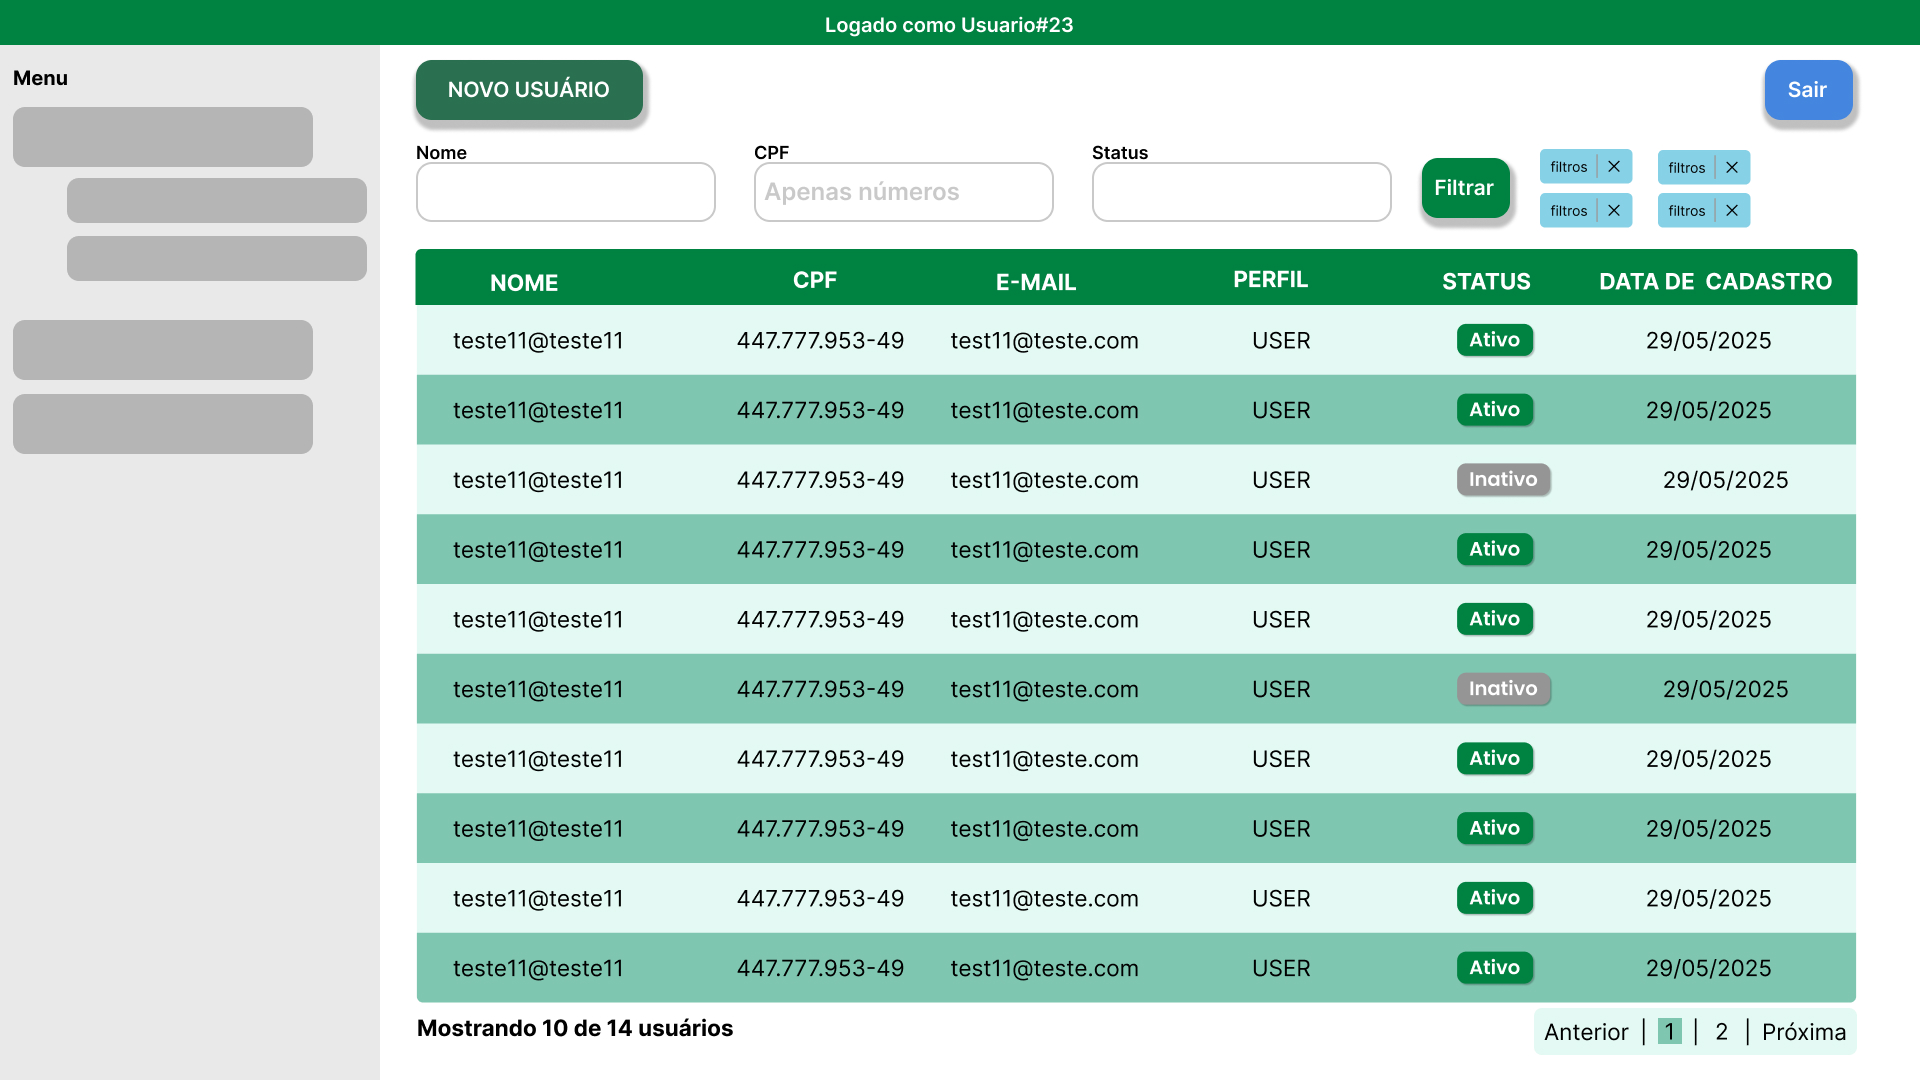 Logado como Usuario#23
Menu
NOVO USUÁRIO
Sair
Nome
CPF
Status
Apenas números
Filtrar
filtros
filtros
filtros
filtros
NOME CPF E-MAIL PERFIL STATUS DATA DE CADASTRO
teste11@teste11 447.777.953-49 test11@teste.com USER Ativo 29/05/2025
teste11@teste11 447.777.953-49 test11@teste.com USER Ativo 29/05/2025
teste11@teste11 447.777.953-49 test11@teste.com USER Inativo 29/05/2025
teste11@teste11 447.777.953-49 test11@teste.com USER Ativo 29/05/2025
teste11@teste11 447.777.953-49 test11@teste.com USER Ativo 29/05/2025
teste11@teste11 447.777.953-49 test11@teste.com USER Inativo 29/05/2025
teste11@teste11 447.777.953-49 test11@teste.com USER Ativo 29/05/2025
teste11@teste11 447.777.953-49 test11@teste.com USER Ativo 29/05/2025
teste11@teste11 447.777.953-49 test11@teste.com USER Ativo 29/05/2025
teste11@teste11 447.777.953-49 test11@teste.com USER Ativo 29/05/2025
Mostrando 10 de 14 usuários
Anterior | 1 | 2 | Próxima